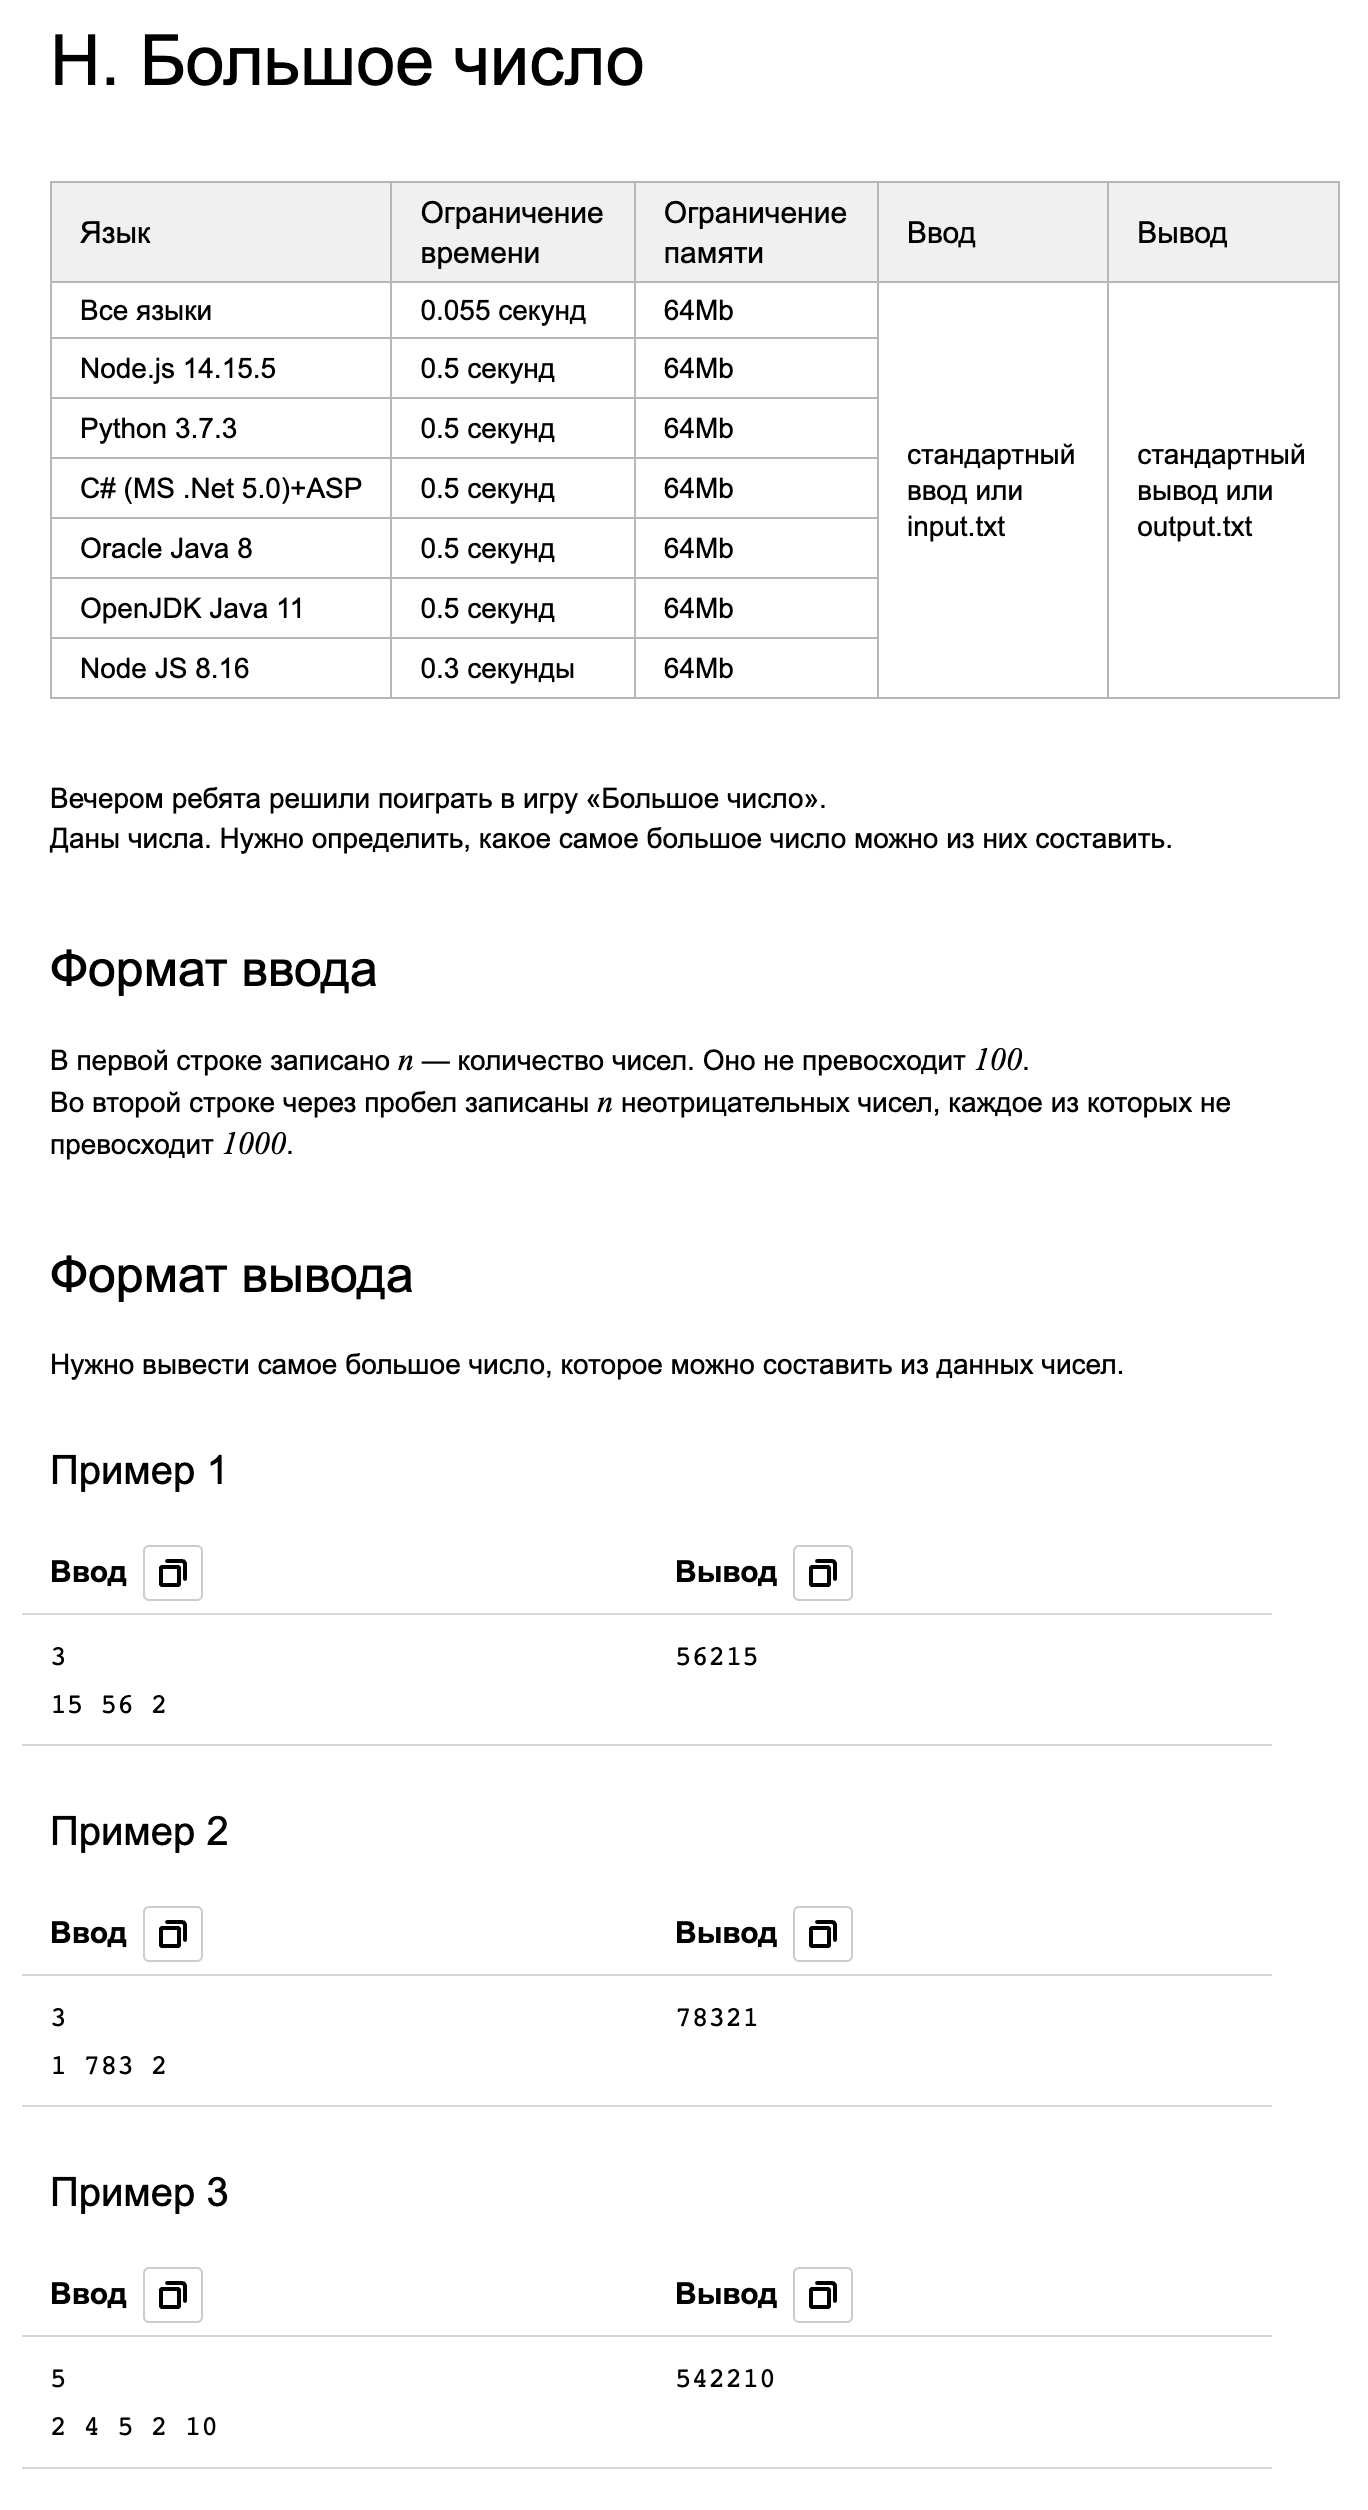 H. Большое число
Язык
Ограничение
времени
Ограничение
памяти
Ввод
Вывод
Все языки
0.055 секунд
64Mb
стандартный
ввод или
input.txt
стандартный
вывод или
output.txt
Node.js 14.15.5
0.5 секунд
64Mb
Python 3.7.3
0.5 секунд
64Mb
C# (MS .Net 5.0)+ASP
0.5 секунд
64Mb
Oracle Java 8
0.5 секунд
64Mb
OpenJDK Java 11
0.5 секунд
64Mb
Node JS 8.16
0.3 секунды
64Mb
Вечером ребята решили поиграть в игру «Большое число».
Даны числа. Нужно определить, какое самое большое число можно из них составить.
Формат ввода
В первой строке записано n — количество чисел. Оно не превосходит 100.
Во второй строке через пробел записаны n неотрицательных чисел, каждое из которых не
превосходит 1000.
Формат вывода
Нужно вывести самое большое число, которое можно составить из данных чисел.
Пример 1
Ввод
Вывод
3
15 56 2
56215
Пример 2
Ввод
Вывод
3
1 783 2
78321
Пример 3
Ввод
Вывод
5
2 4 5 2 10
542210